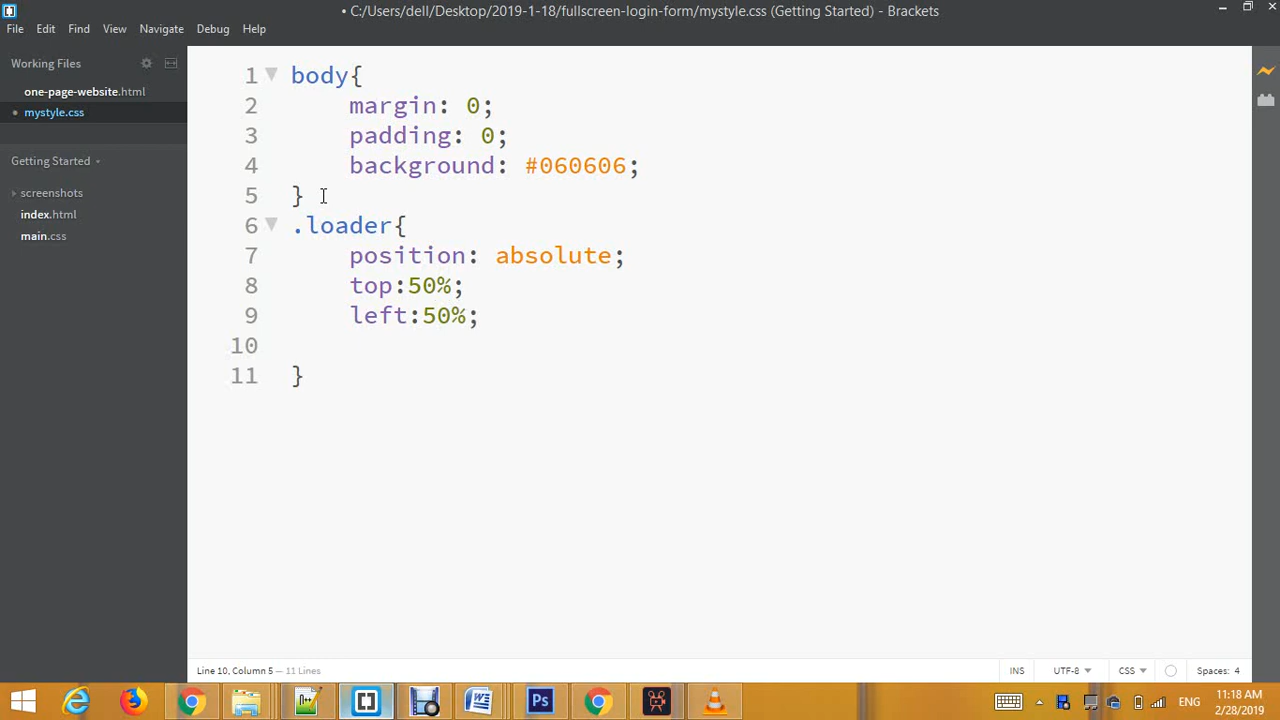 • C:/Users/dell/Desktop/2019-1-18/fullscreen-login-form/mystyle.css (Getting Started) - Brackets
File Edit Find View Navigate Debug Help
Working Files
one-page-website.html
• mystyle.css
Getting Started
screenshots
index.html
main.css
1 body{
2 margin: 0;
3 padding: 0;
4 background: #060606;
5 }
6 .loader{
7 position: absolute;
8 top:50%;
9 left:50%;
10
11 }
Line 10, Column 5 — 11 Lines
INS UTF-8 CSS Spaces: 4
Ps
ENG
11:18 AM
2/28/2019